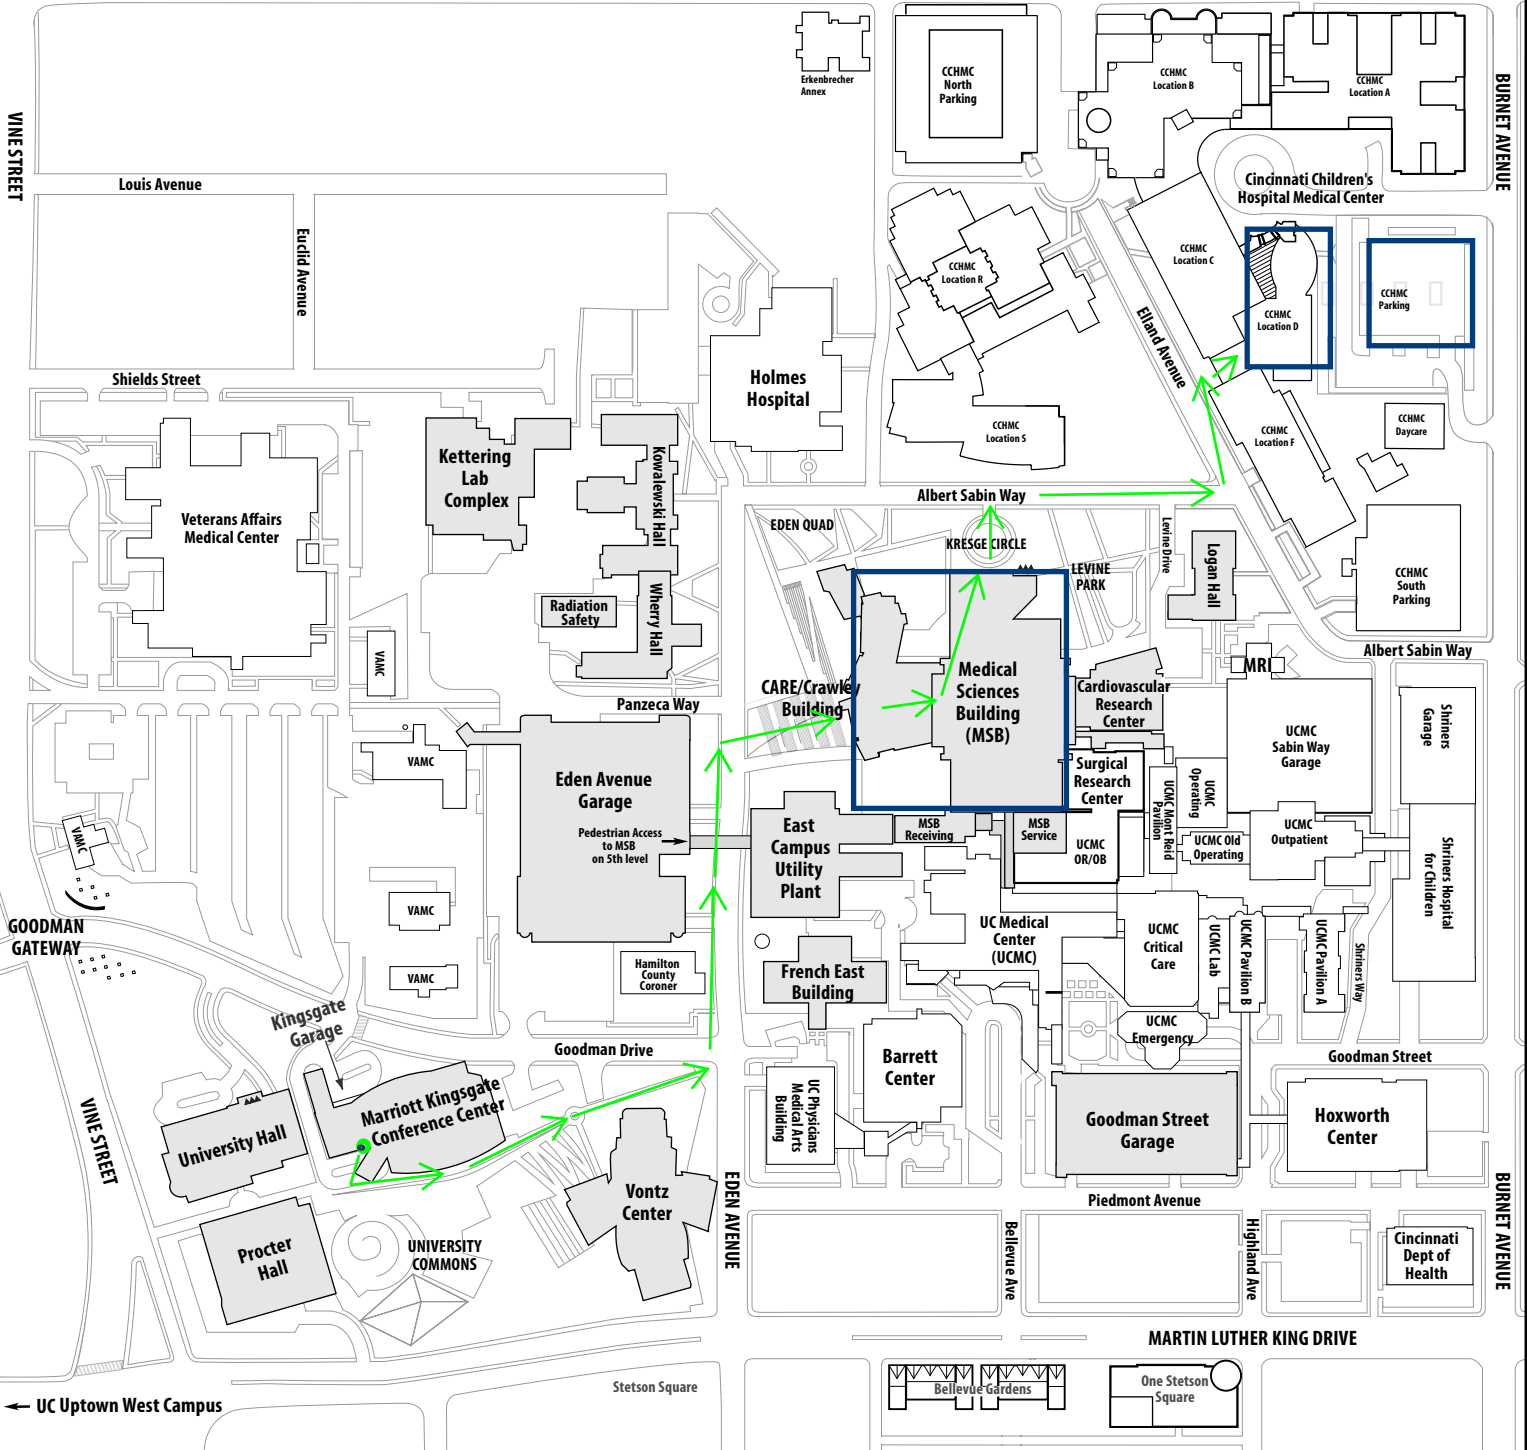 Erkenbrecher
Annex
CCHMC
North
Parking
CCHMC
Location B
CCHMC
Location A
VINE STREET
BURNET AVENUE
Louis Avenue
Cincinnati Children's
Hospital Medical Center
Euclid Avenue
CCHMC
Location R
CCHMC
Location C
CCHMC
Location D
CCHMC
Parking
Elland Avenue
Shields Street
Holmes
Hospital
CCHMC
Location S
CCHMC
Location F
CCHMC
Daycare
Kettering
Lab
Complex
Kowalewski Hall
Veterans Affairs
Medical Center
Albert Sabin Way
EDEN QUAD
KRESGE CIRCLE
LEVINE
PARK
Levine Drive
Logan Hall
CCHMC
South
Parking
Radiation
Safety
Wherry Hall
VAMC
Albert Sabin Way
MRI
CARE/Crawley
Building
Medical
Sciences
Building
(MSB)
Cardiovascular
Research
Center
Panzeca Way
Shriners
Garage
UCMC
Sabin Way
Garage
VAMC
Eden Avenue
Garage
Surgical
Research
Center
UCMC
Operating
UCMC Mont Reid
Pavilion
VAMC
Pedestrian Access
to MSB
on 5th level
East
Campus
Utility
Plant
MSB
Receiving
MSB
Service
UCMC
OR/OB
UCMC Old
Operating
UCMC
Outpatient
Shriners Hospital
for Children
VAMC
GOODMAN
GATEWAY
UC Medical
Center
(UCMC)
UCMC
Critical
Care
UCMC Lab
UCMC Pavilion B
UCMC Pavilion A
Shriners Way
VAMC
Hamilton
County
Coroner
French East
Building
Kingsgate
Garage
UCMC
Emergency
Goodman Drive
Goodman Street
Barrett
Center
UC Physicians
Medical Arts
Building
Marriott Kingsgate
Conference Center
University Hall
VINE STREET
Goodman Street
Garage
Hoxworth
Center
Vontz
Center
EDEN AVENUE
Piedmont Avenue
BURNET AVENUE
Procter
Hall
UNIVERSITY
COMMONS
Bellevue Ave
Highland Ave
Cincinnati
Dept of
Health
MARTIN LUTHER KING DRIVE
Stetson Square
Bellevue Gardens
One Stetson
Square
UC Uptown West Campus